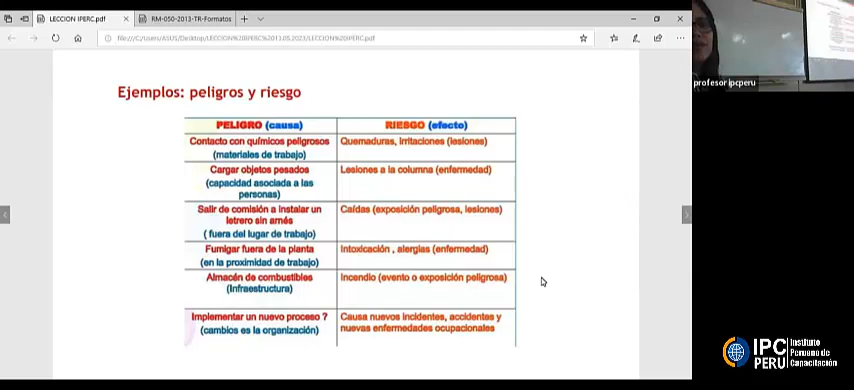 LECCION IPERC.pdf
RM-050-2013-TR-Formatos
profesor ipcperu
Ejemplos: peligros y riesgo
PELIGRO (causa) RIESGO (efecto)
Contacto con químicos peligrosos
(materiales de trabajo)
Quemaduras, irritaciones (lesiones)
Cargar objetos pesados
(capacidad asociada a las
personas)
Lesiones a la columna (enfermedad)
Salir de comisión a instalar un
letrero sin arnés
( fuera del lugar de trabajo)
Caídas (exposición peligrosa, lesiones)
Fumigar fuera de la planta
(en la proximidad de trabajo)
Intoxicación , alergias (enfermedad)
Almacén de combustibles
(Infraestructura)
Incendio (evento o exposición peligrosa)
Implementar un nuevo proceso ?
(cambios es la organización)
Causa nuevos incidentes, accidentes y
nuevas enfermedades ocupacionales
IPC
PERU
Instituto
Peruano de
Capacitación